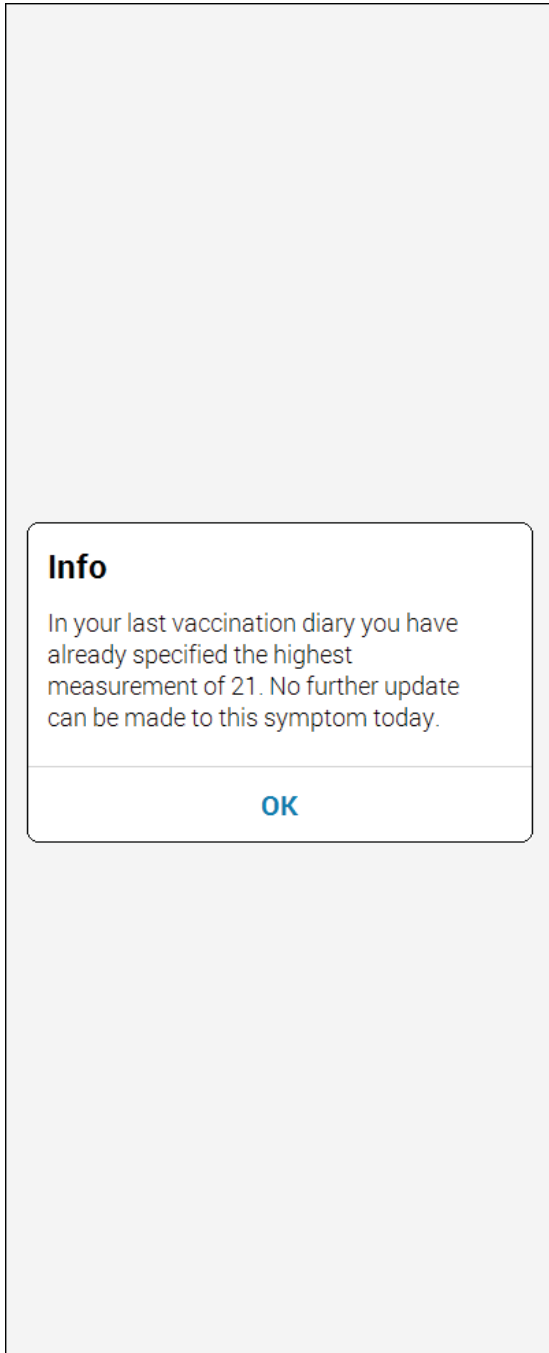 Info
In your last vaccination diary you have
already specified the highest
measurement of 21. No further update
can be made to this symptom today.
OK